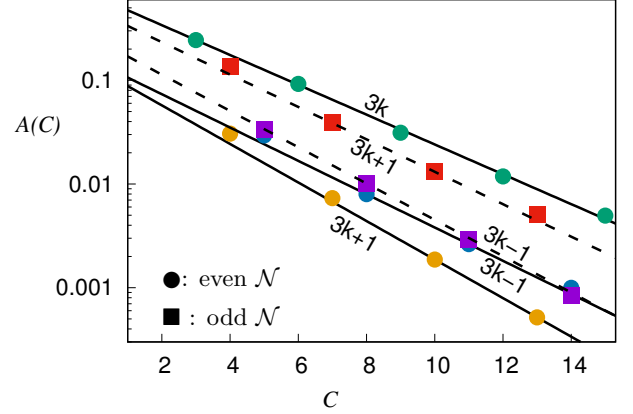 0.1
3k
A(C)
3k+1
0.01
3k-1
3k-1
3k+1
0.001
●: even 𝒩
■: odd 𝒩
2 4 6 8 10 12 14
C